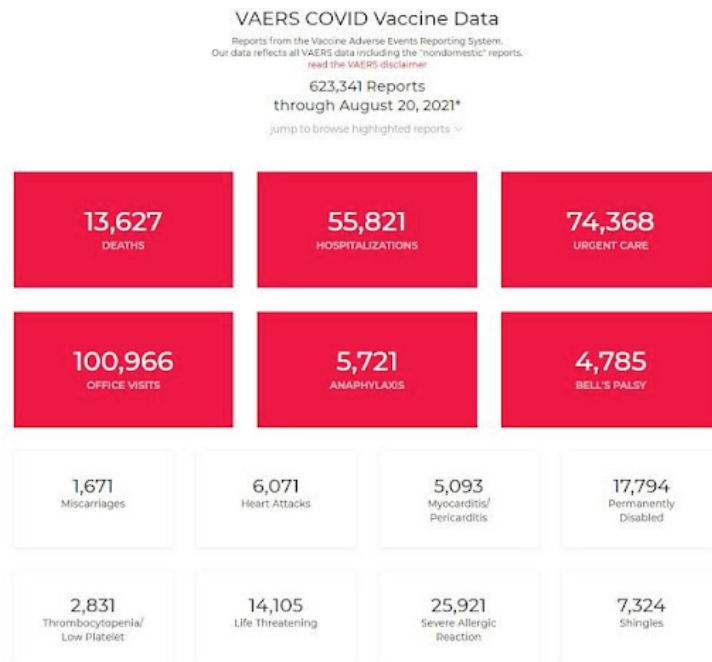 VAERS COVID Vaccine Data
Reports from the Vaccine Adverse Events Reporting System.
Our data reflects all VAERS data including the "nondomestic" reports.
read the VAERS disclaimer
623,341 Reports
through August 20, 2021*
jump to browse highlighted reports
13,627
DEATHS
55,821
HOSPITALIZATIONS
74,368
URGENT CARE
100,966
OFFICE VISITS
5,721
ANAPHYLAXIS
4,785
BELL'S PALSY
1,671
Miscarriages
6,071
Heart Attacks
5,093
Myocarditis/
Pericarditis
17,794
Permanently
Disabled
2,831
Thrombocytopenia/
Low Platelet
14,105
Life Threatening
25,921
Severe Allergic
Reaction
7,324
Shingles